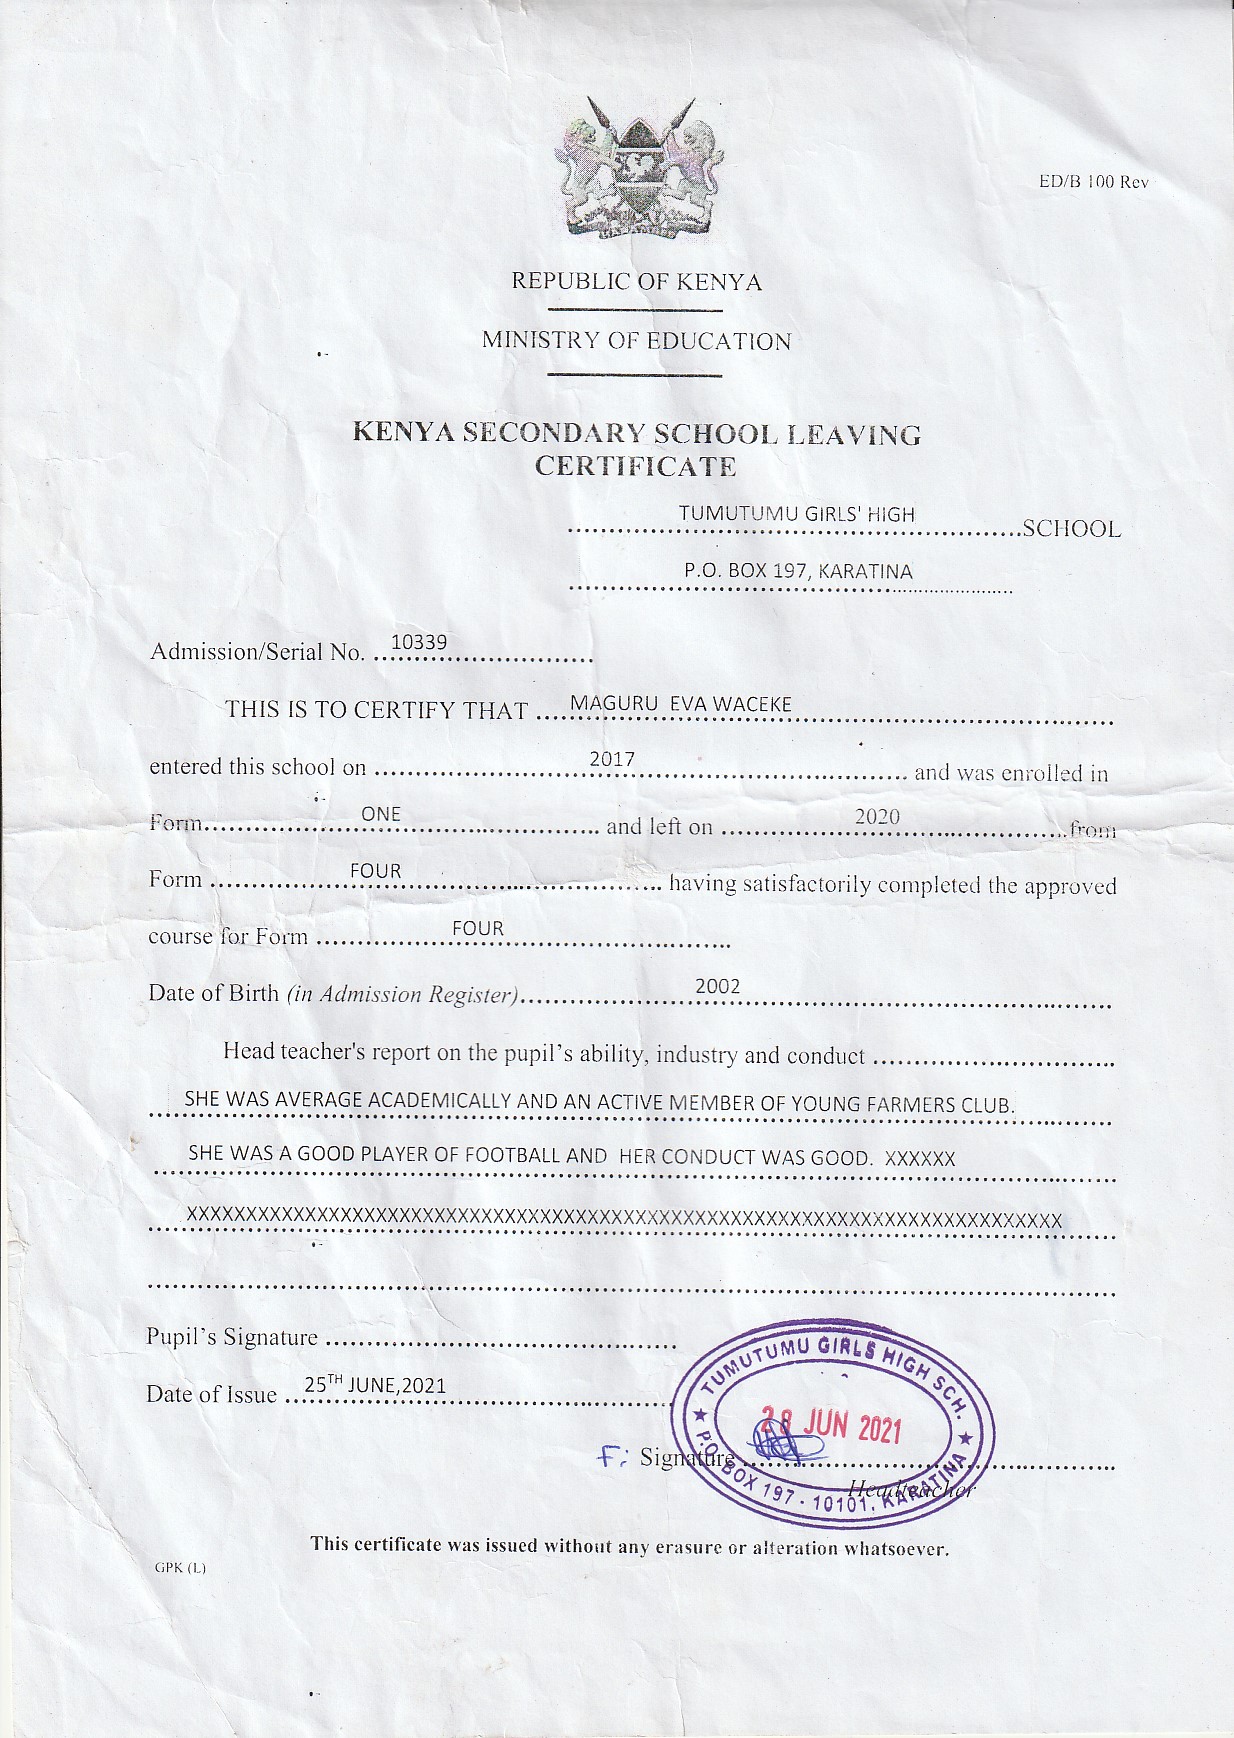 ED/B 100 Rev
REPUBLIC OF KENYA
MINISTRY OF EDUCATION
KENYA SECONDARY SCHOOL LEAVING
CERTIFICATE
TUMUTUMU GIRLS' HIGH SCHOOL
P.O. BOX 197, KARATINA
Admission/Serial No. 10339
THIS IS TO CERTIFY THAT MAGURU EVA WACEKE
entered this school on 2017 and was enrolled in
Form ONE and left on 2020 from
Form FOUR having satisfactorily completed the approved
course for Form FOUR
Date of Birth (in Admission Register) 2002
Head teacher's report on the pupil's ability, industry and conduct
SHE WAS AVERAGE ACADEMICALLY AND AN ACTIVE MEMBER OF YOUNG FARMERS CLUB.
SHE WAS A GOOD PLAYER OF FOOTBALL AND HER CONDUCT WAS GOOD. XXXXXX
XXXXXXXXXXXXXXXXXXXXXXXXXXXXXXXXXXXXXXXXXXXXXXXXXXXXXXXXXXXXXXXXXXXXXXXXXX
Pupil's Signature
Date of Issue 25TH JUNE,2021
TUMUTUMU GIRLS HIGH SCH.
28 JUN 2021
P.O. BOX 197 - 10101, KARATINA
F: Signature
Headteacher
This certificate was issued without any erasure or alteration whatsoever.
GPK (L)